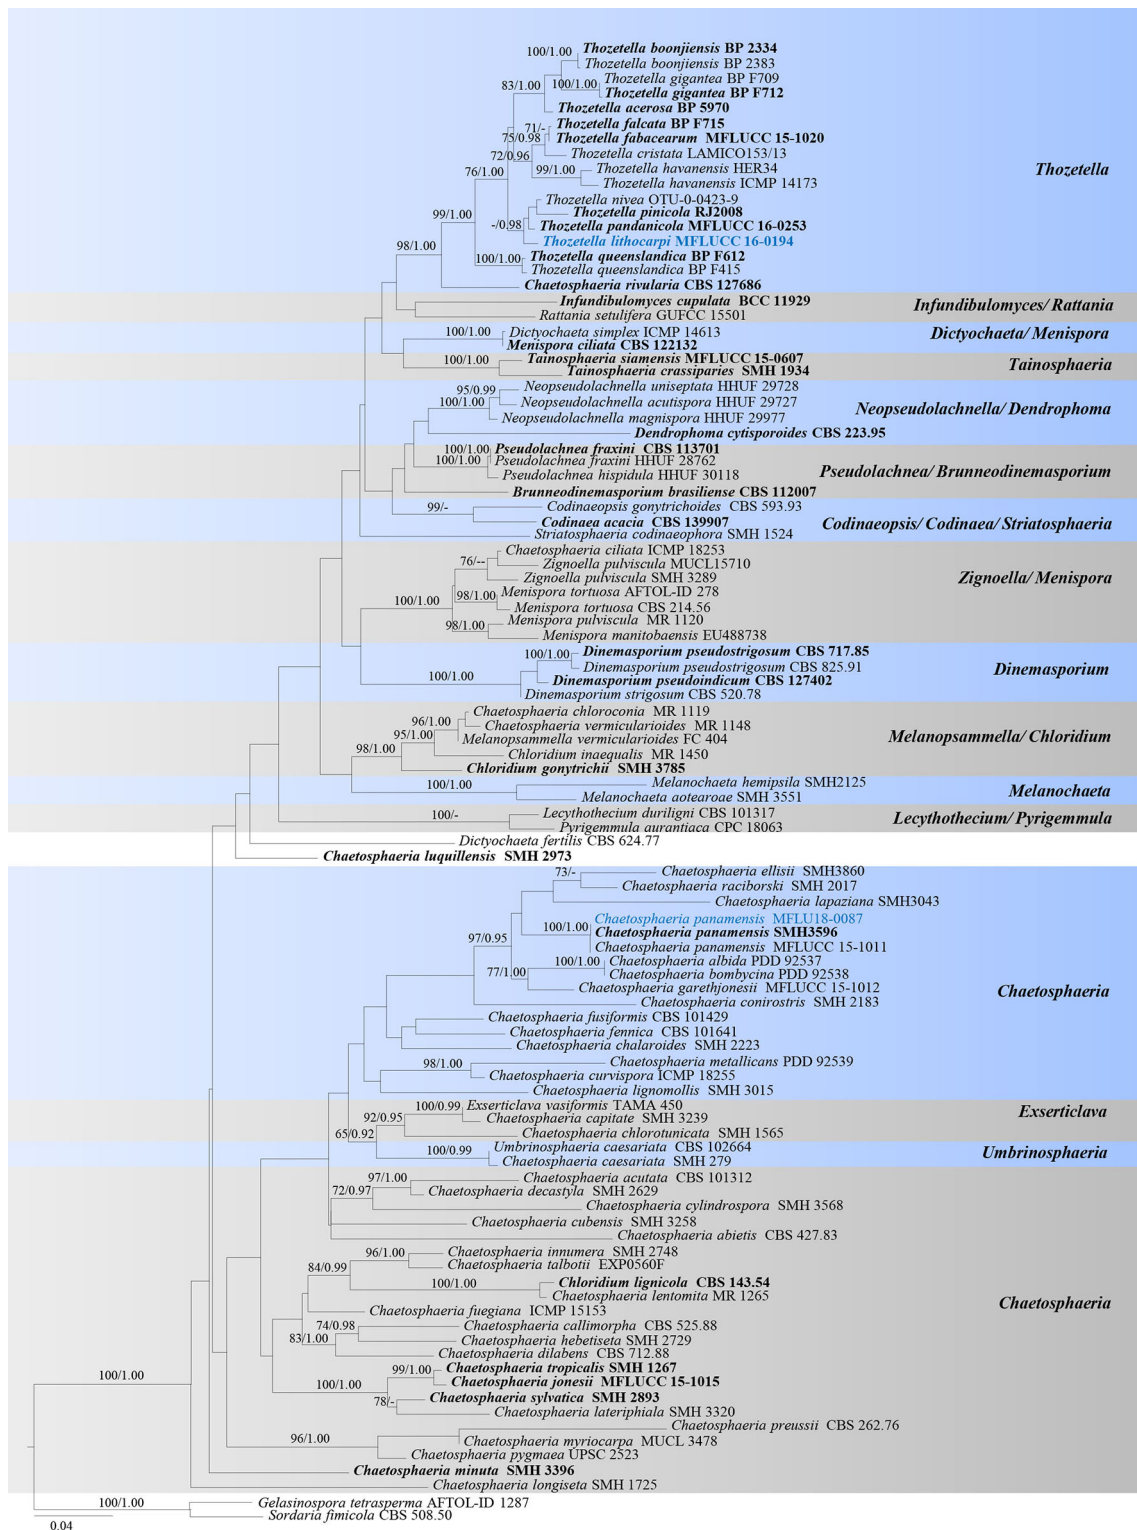 100/1.00 Thozetella boonjiensis BP 2334
Thozetella boonjiensis BP 2383
Thozetella gigantea BP F709
83/1.00 100/1.00 Thozetella gigantea BP F712
Thozetella acerosa BP 5970
71/- Thozetella falcata BP F715
75/0.98 Thozetella fabacearum MFLUCC 15-1020
72/0.96 Thozetella cristata LAMICO153/13
76/1.00 99/1.00 Thozetella havanensis HER34
Thozetella
Thozetella havanensis ICMP 14173
Thozetella nivea OTU-0-0423-9
99/1.00 Thozetella pinicola RJ2008
-/0.98 Thozetella pandanicola MFLUCC 16-0253
98/1.00 Thozetella lithocarpi MFLUCC 16-0194
100/1.00 Thozetella queenslandica BP F612
Thozetella queenslandica BP F415
Chaetosphaeria rivularia CBS 127686
Infundibulomyces cupulata BCC 11929
Infundibulomyces/ Rattania
Rattania setulifera GUFCC 15501
100/1.00 Dictyochaeta simplex ICMP 14613
Dictyochaeta/ Menispora
Menispora ciliata CBS 122132
100/1.00 Tainosphaeria siamensis MFLUCC 15-0607
Tainosphaeria
Tainosphaeria crassiparies SMH 1934
95/0.99 Neopseudolachnella uniseptata HHUF 29728
100/1.00 Neopseudolachnella acutispora HHUF 29727
Neopseudolachnella/ Dendrophoma
Neopseudolachnella magnispora HHUF 29977
Dendrophoma cytisporoides CBS 223.95
100/1.00 Pseudolachnea fraxini CBS 113701
100/1.00 Pseudolachnea fraxini HHUF 28762
Pseudolachnea/ Brunneodinemasporium
Pseudolachnea hispidula HHUF 30118
Brunneodinemasporium brasiliense CBS 112007
99/- Codinaeopsis gonytrichoides CBS 593.93
Codinaea acacia CBS 139907
Codinaeopsis/ Codinaea/ Striatosphaeria
Striatosphaeria codinaeophora SMH 1524
Chaetosphaeria ciliata ICMP 18253
76/-- Zignoella pulviscula MUCL15710
Zignoella pulviscula SMH 3289
Zignoella/ Menispora
98/1.00 Menispora tortuosa AFTOL-ID 278
100/1.00 Menispora tortuosa CBS 214.56
98/1.00 Menispora pulviscula MR 1120
Menispora manitobaensis EU488738
100/1.00 Dinemasporium pseudostrigosum CBS 717.85
Dinemasporium pseudostrigosum CBS 825.91
Dinemasporium
100/1.00 Dinemasporium pseudoindicum CBS 127402
Dinemasporium strigosum CBS 520.78
Chaetosphaeria chloroconia MR 1119
96/1.00 Chaetosphaeria vermicularioides MR 1148
95/1.00 Melanopsammella vermicularioides FC 404
Melanopsammella/ Chloridium
98/1.00 Chloridium inaequalis MR 1450
Chloridium gonytrichii SMH 3785
100/1.00 Melanochaeta hemipsila SMH2125
Melanochaeta
Melanochaeta aotearoae SMH 3551
100/- Lecythothecium duriligni CBS 101317
Lecythothecium/ Pyrigemmula
Pyrigemmula aurantiaca CPC 18063
Dictyochaeta fertilis CBS 624.77
Chaetosphaeria luquillensis SMH 2973
73/- Chaetosphaeria ellisii SMH3860
Chaetosphaeria raciborski SMH 2017
Chaetosphaeria lapaziana SMH3043
Chaetosphaeria panamensis MFLU18-0087
100/1.00 Chaetosphaeria panamensis SMH3596
97/0.95 Chaetosphaeria panamensis MFLUCC 15-1011
100/1.00 Chaetosphaeria albida PDD 92537
77/1.00 Chaetosphaeria bombycina PDD 92538
Chaetosphaeria garethjonesii MFLUCC 15-1012
Chaetosphaeria
Chaetosphaeria conirostris SMH 2183
Chaetosphaeria fusiformis CBS 101429
Chaetosphaeria fennica CBS 101641
Chaetosphaeria chalaroides SMH 2223
98/1.00 Chaetosphaeria metallicans PDD 92539
Chaetosphaeria curvispora ICMP 18255
Chaetosphaeria lignomollis SMH 3015
100/0.99 Exserticlava vasiformis TAMA 450
Exserticlava
92/0.95 Chaetosphaeria capitate SMH 3239
65/0.92 Chaetosphaeria chlorotunicata SMH 1565
100/0.99 Umbrinosphaeria caesariata CBS 102664
Umbrinosphaeria
Chaetosphaeria caesariata SMH 279
97/1.00 Chaetosphaeria acutata CBS 101312
72/0.97 Chaetosphaeria decastyla SMH 2629
Chaetosphaeria cylindrospora SMH 3568
Chaetosphaeria cubensis SMH 3258
Chaetosphaeria abietis CBS 427.83
96/1.00 Chaetosphaeria innumera SMH 2748
84/0.99 Chaetosphaeria talbotii EXP0560F
100/1.00 Chloridium lignicola CBS 143.54
Chaetosphaeria lentomita MR 1265
Chaetosphaeria
Chaetosphaeria fuegiana ICMP 15153
74/0.98 Chaetosphaeria callimorpha CBS 525.88
83/1.00 Chaetosphaeria hebetiseta SMH 2729
Chaetosphaeria dilabens CBS 712.88
99/1.00 Chaetosphaeria tropicalis SMH 1267
100/1.00 Chaetosphaeria jonesii MFLUCC 15-1015
78/- Chaetosphaeria sylvatica SMH 2893
Chaetosphaeria lateriphiala SMH 3320
Chaetosphaeria preussii CBS 262.76
96/1.00 Chaetosphaeria myriocarpa MUCL 3478
Chaetosphaeria pygmaea UPSC 2523
Chaetosphaeria minuta SMH 3396
100/1.00 Chaetosphaeria longiseta SMH 1725
100/1.00 Gelasinospora tetrasperma AFTOL-ID 1287
Sordaria fimicola CBS 508.50
0.04